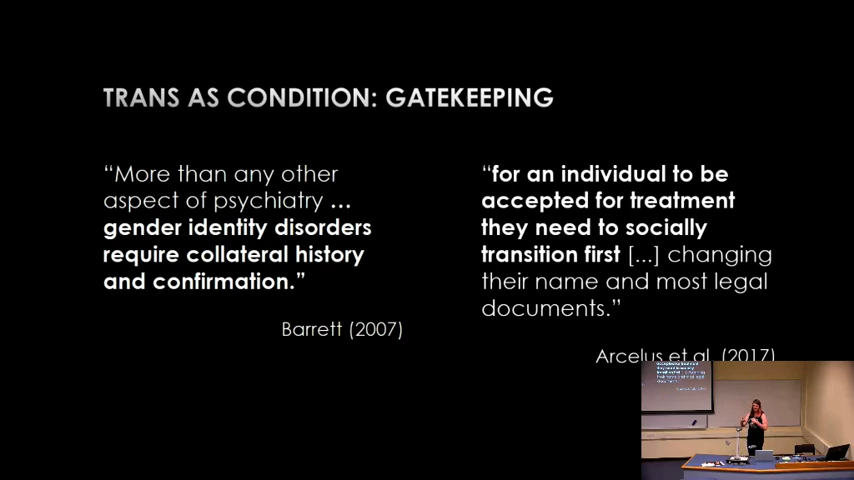 TRANS AS CONDITION: GATEKEEPING
“More than any other
aspect of psychiatry ...
gender identity disorders
require collateral history
and confirmation.”
Barrett (2007)
“for an individual to be
accepted for treatment
they need to socially
transition first [...] changing
their name and most legal
documents.”
Arcelus et al. (2017)